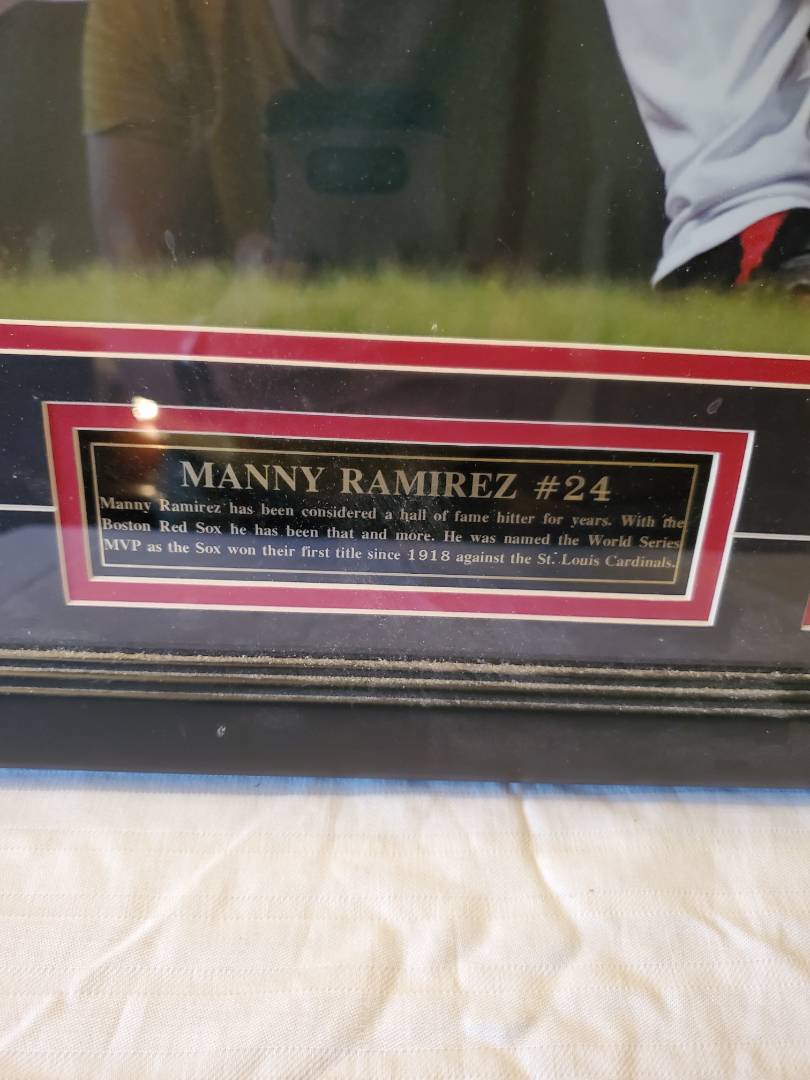 MANNY RAMIREZ #24
Manny Ramirez has been considered a hall of fame hitter for years. With the
Boston Red Sox he has been that and more. He was named the World Series
MVP as the Sox won their first title since 1918 against the St. Louis Cardinals.